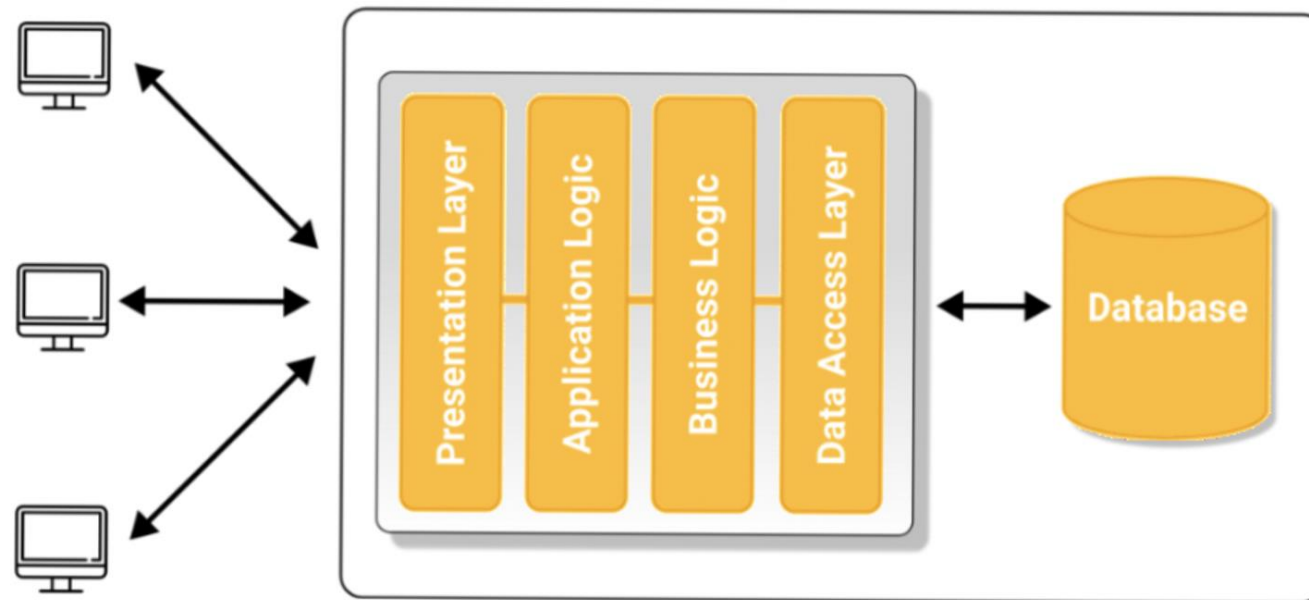 Presentation Layer
Application Logic
Business Logic
Data Access Layer
Database